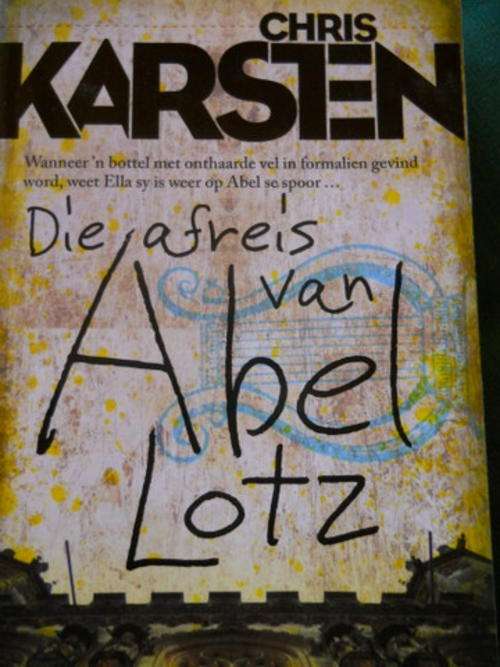 CHRIS
KARSTEN
Wanneer 'n bottel met onthaarde vel in formalien gevind
word, weet Ella sy is weer op Abel se spoor ...
Die afreis
van
Abel
Lotz